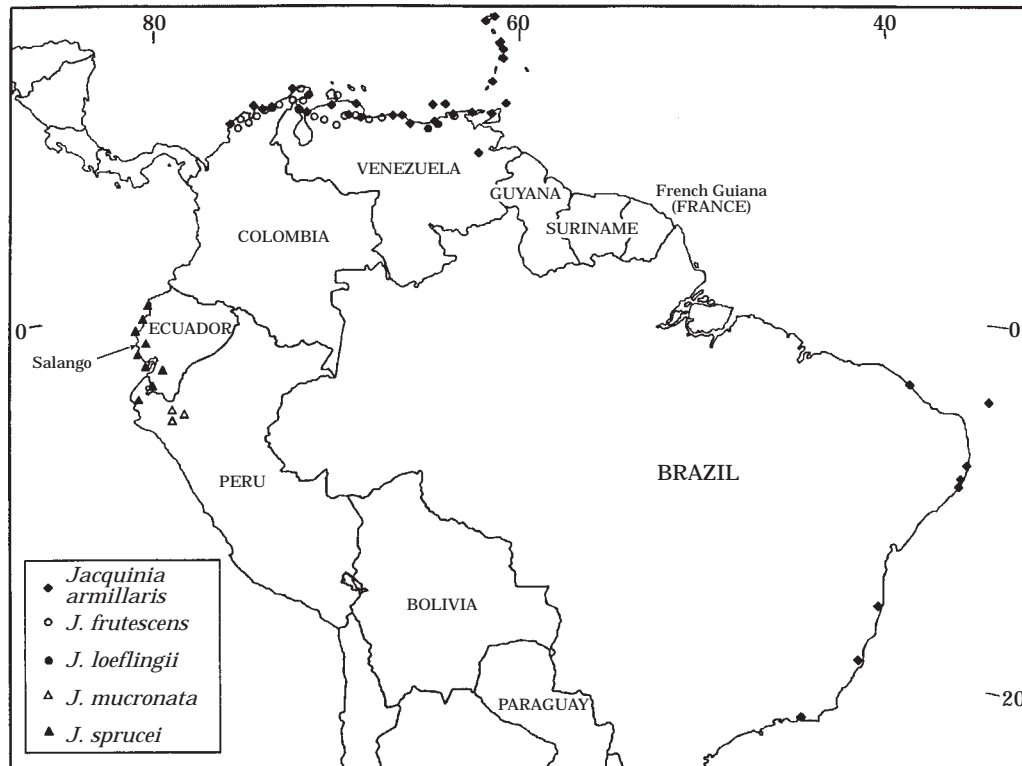 80
60
40
VENEZUELA
GUYANA
French Guiana
(FRANCE)
SURINAME
COLOMBIA
0
ECUADOR
0
Salango
BRAZIL
PERU
Jacquinia
armillaris
J. frutescens
J. loeflingii
J. mucronata
J. sprucei
BOLIVIA
PARAGUAY
20